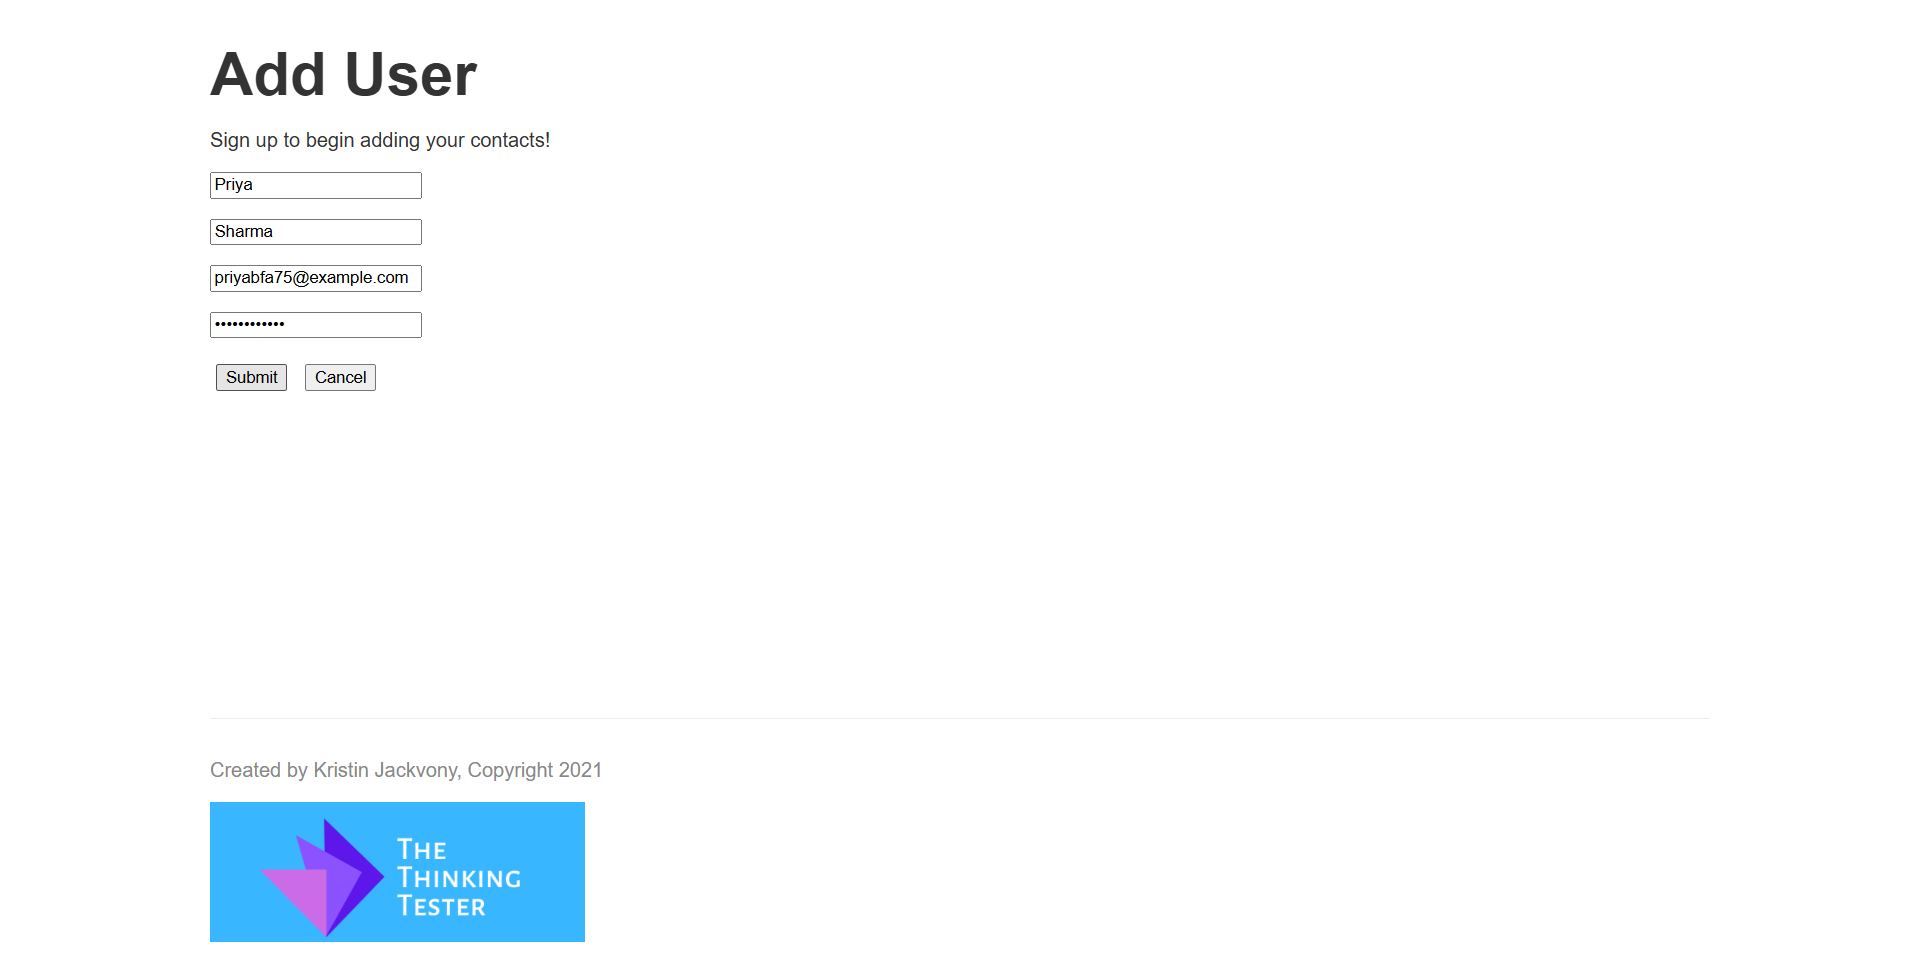 Add User
Sign up to begin adding your contacts!
Priya
Sharma
priyabfa75@example.com
••••••••••••
Submit Cancel
Created by Kristin Jackvony, Copyright 2021
THE
THINKING
TESTER